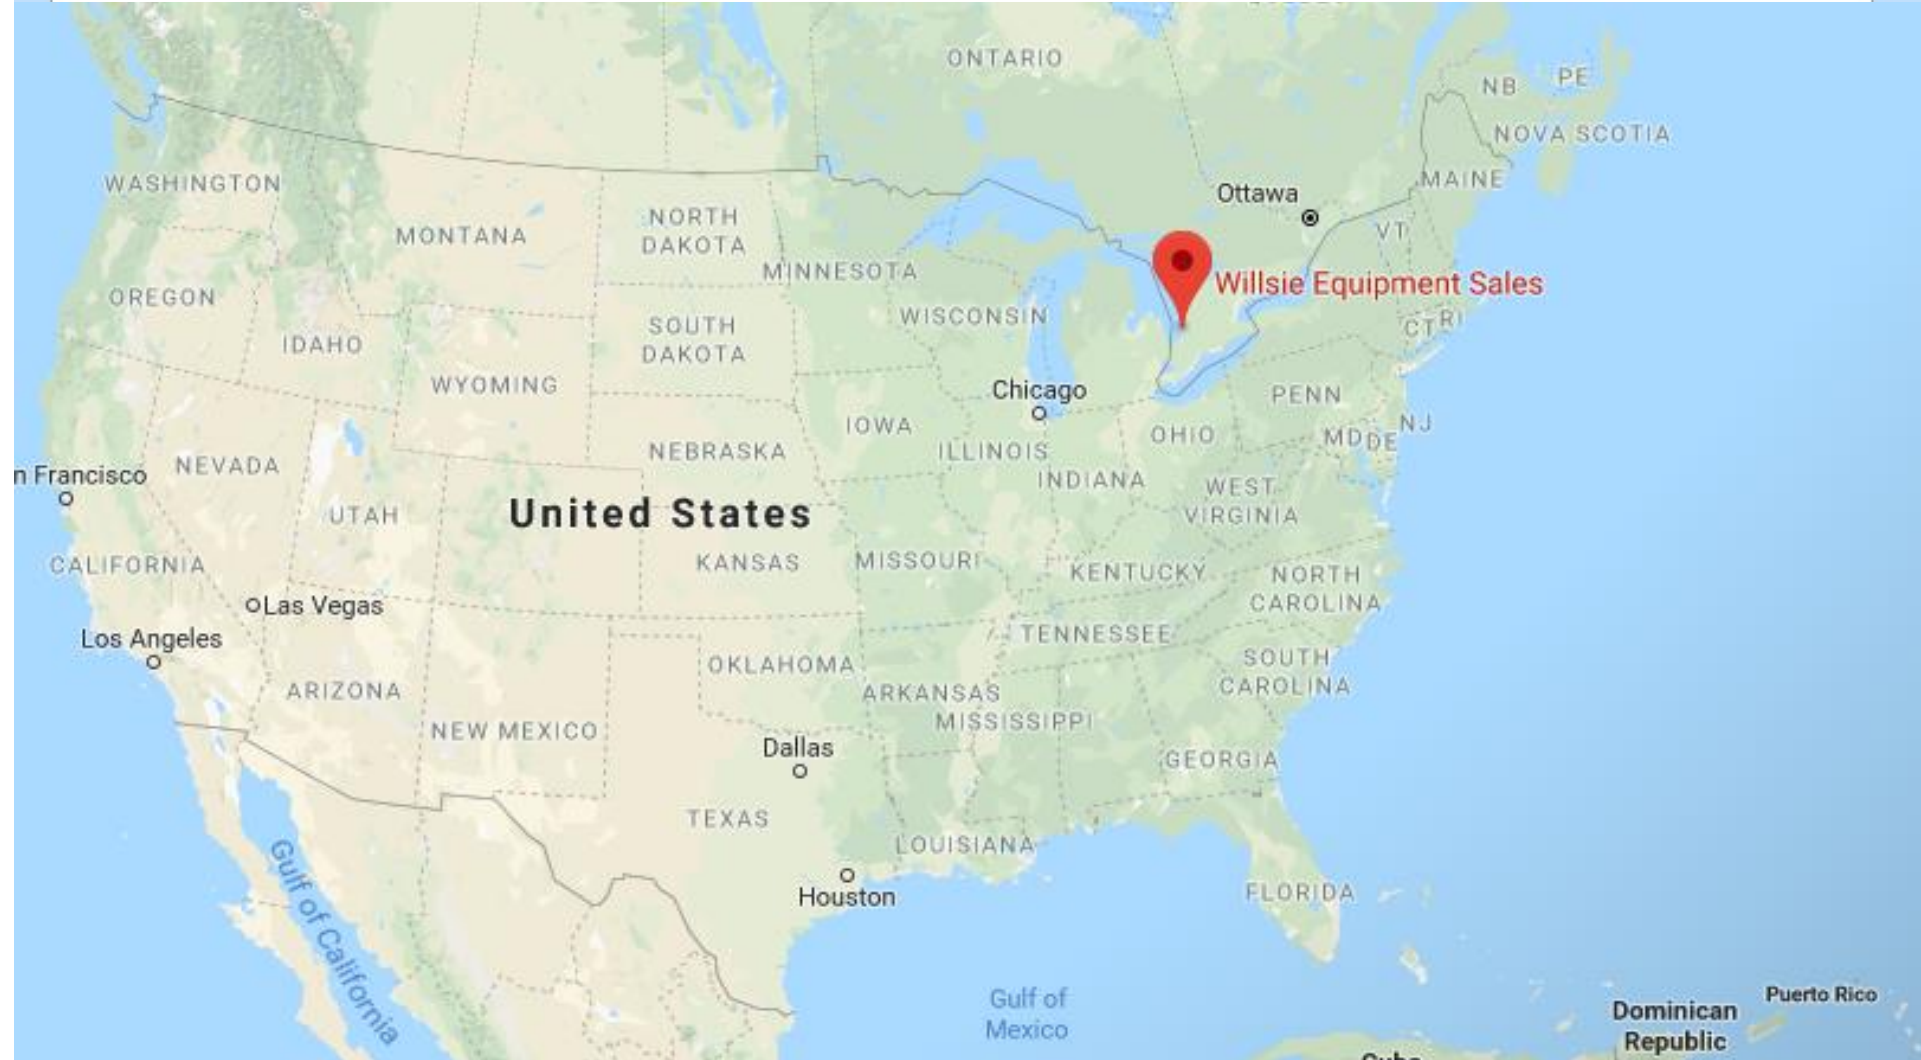 ONTARIO
NB
PE
NOVA SCOTIA
WASHINGTON
MAINE
Ottawa
NORTH
DAKOTA
MONTANA
VT
MINNESOTA
Willsie Equipment Sales
OREGON
WISCONSIN
SOUTH
DAKOTA
CT
RI
IDAHO
WYOMING
Chicago
PENN
IOWA
OHIO
NJ
MD
DE
NEBRASKA
ILLINOIS
NEVADA
n Francisco
INDIANA
WEST
VIRGINIA
United States
UTAH
CALIFORNIA
KANSAS
MISSOURI
KENTUCKY
NORTH
CAROLINA
Las Vegas
Los Angeles
TENNESSEE
OKLAHOMA
SOUTH
CAROLINA
ARIZONA
ARKANSAS
MISSISSIPPI
NEW MEXICO
Dallas
GEORGIA
TEXAS
LOUISIANA
Houston
FLORIDA
Gulf of California
Gulf of
Mexico
Puerto Rico
Dominican
Republic
Cuba